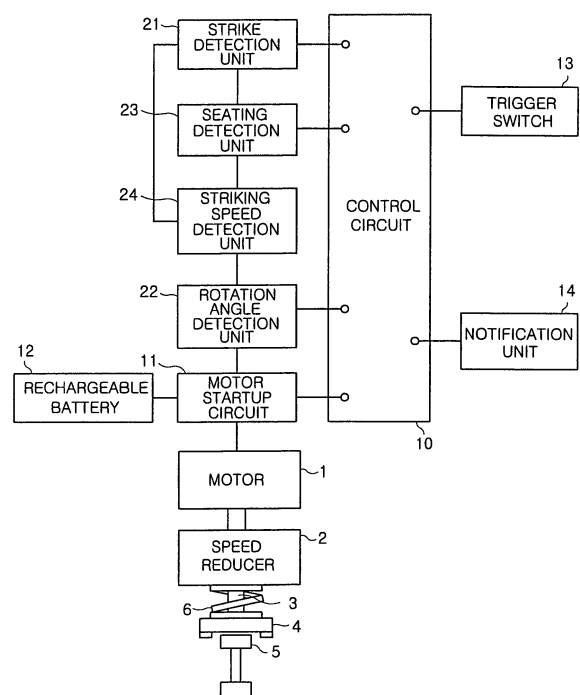 21
STRIKE
DETECTION
UNIT
23
SEATING
DETECTION
UNIT
24
STRIKING
SPEED
DETECTION
UNIT
22
ROTATION
ANGLE
DETECTION
UNIT
12
RECHARGEABLE
BATTERY
11
MOTOR
STARTUP
CIRCUIT
CONTROL
CIRCUIT
10
13
TRIGGER
SWITCH
14
NOTIFICATION
UNIT
MOTOR
1
SPEED
REDUCER
2
3
6
4
5